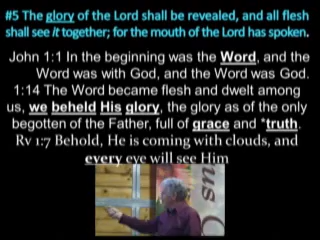 #5 The glory of the Lord shall be revealed, and all flesh
shall see it together; for the mouth of the Lord has spoken.
John 1:1 In the beginning was the Word, and the
Word was with God, and the Word was God.
1:14 The Word became flesh and dwelt among
us, we beheld His glory, the glory as of the only
begotten of the Father, full of grace and *truth.
Rv 1:7 Behold, He is coming with clouds, and
every eye will see Him
us C